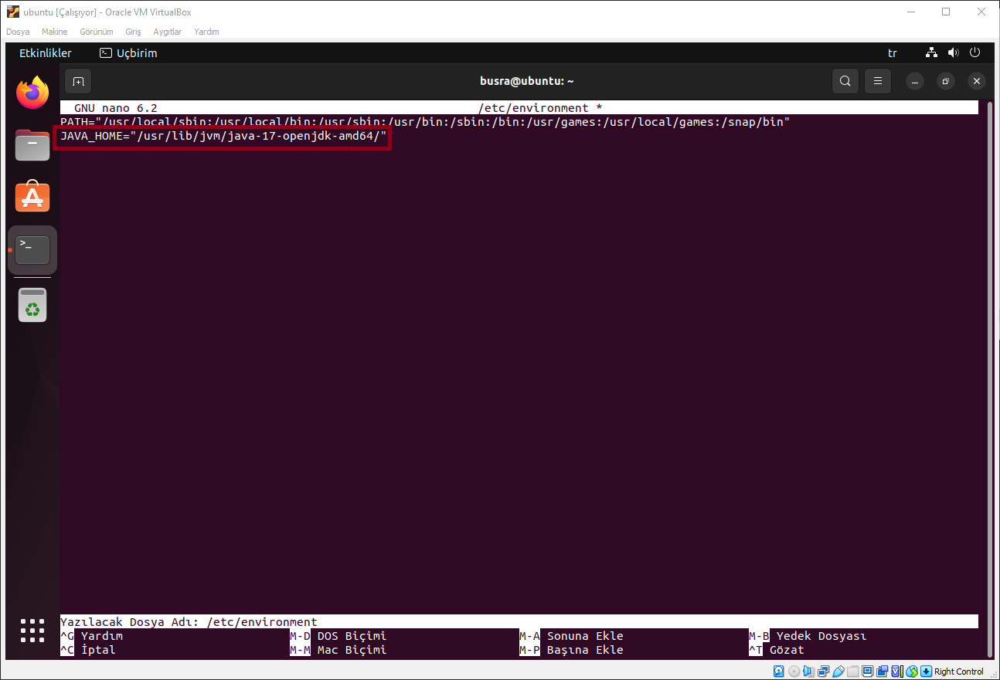 ubuntu [Çalışıyor] - Oracle VM VirtualBox
Dosya Makine Görünüm Giriş Aygıtlar Yardım
Etkinlikler Uçbirim tr
busra@ubuntu: ~
GNU nano 6.2 /etc/environment *
PATH="/usr/local/sbin:/usr/local/bin:/usr/sbin:/usr/bin:/sbin:/bin:/usr/games:/usr/local/games:/snap/bin"
JAVA_HOME="/usr/lib/jvm/java-17-openjdk-amd64/"
Yazılacak Dosya Adı: /etc/environment
^G Yardım M-D DOS Biçimi M-A Sonuna Ekle M-B Yedek Dosyası
^C İptal M-M Mac Biçimi M-P Başına Ekle ^T Gözat
Right Control